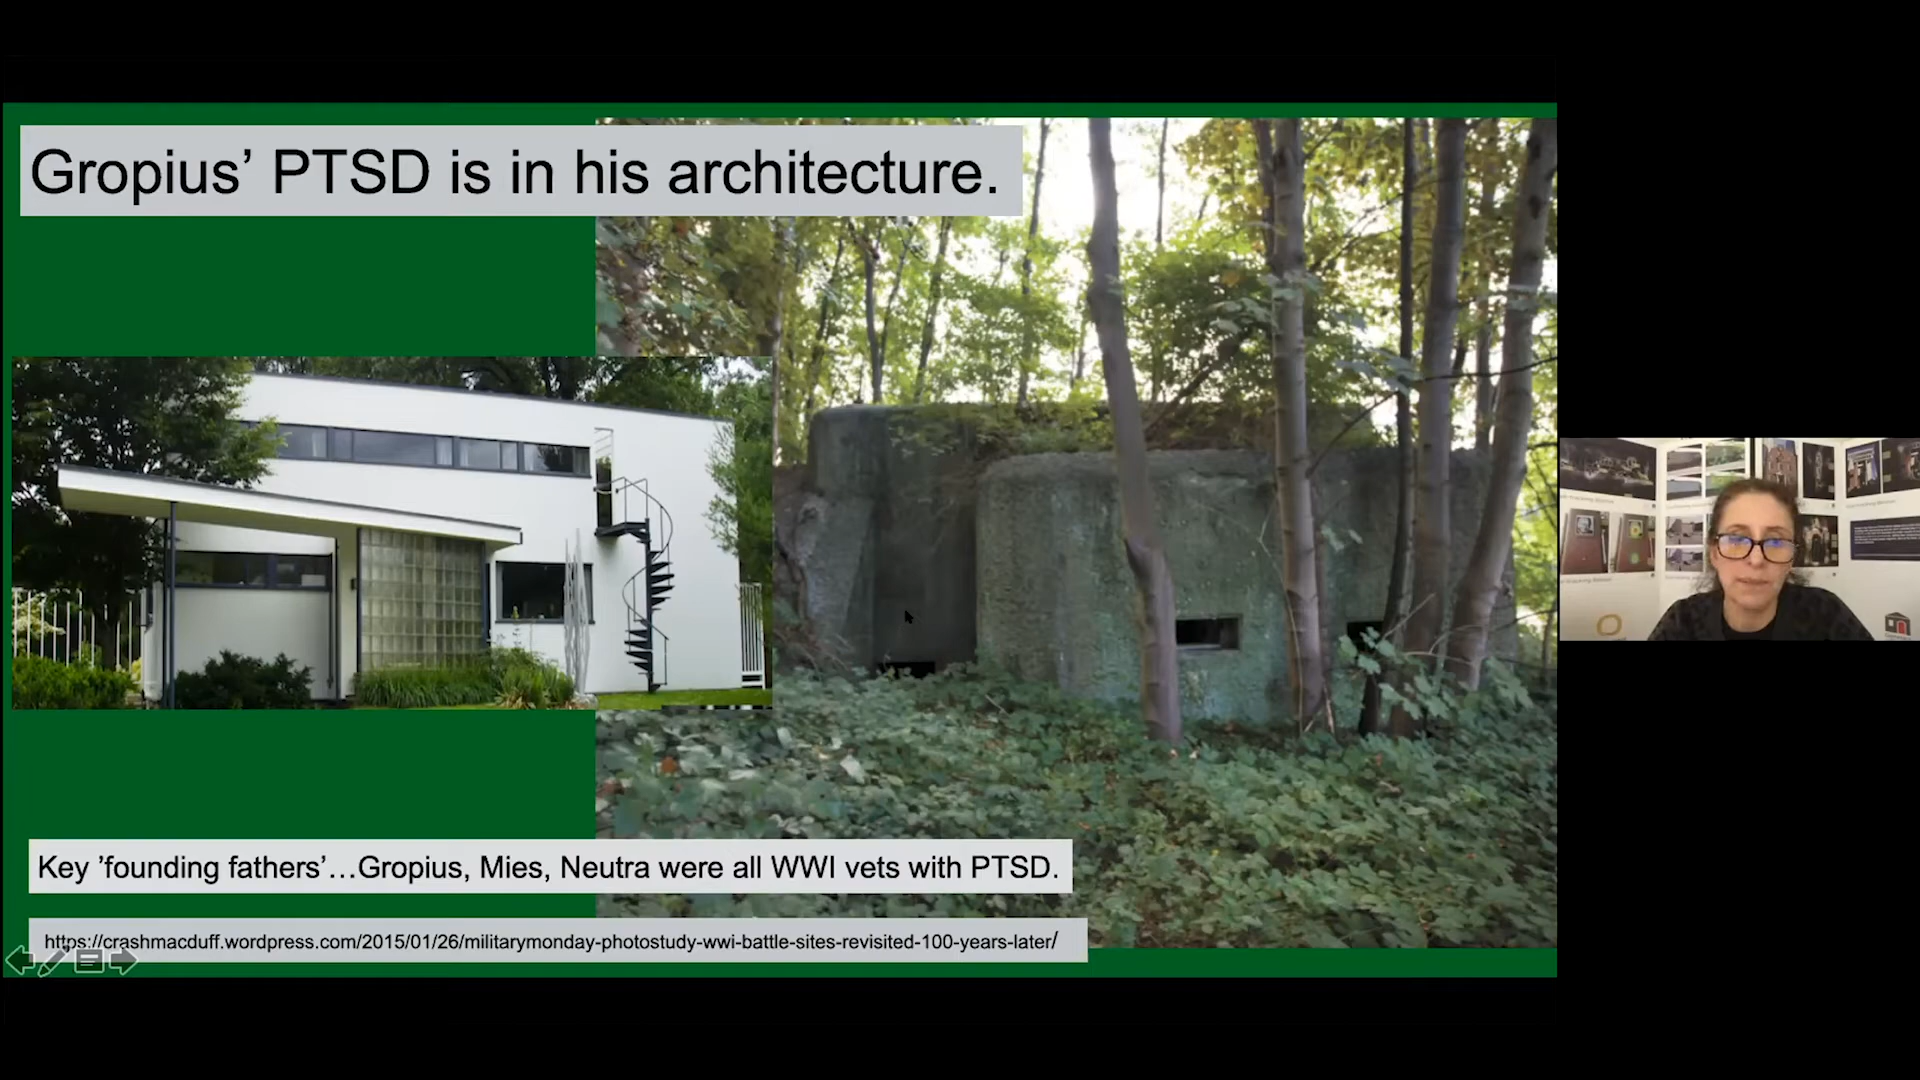 Gropius’ PTSD is in his architecture.
Key ’founding fathers’…Gropius, Mies, Neutra were all WWI vets with PTSD.
https://crashmacduff.wordpress.com/2015/01/26/militarymonday-photostudy-wwi-battle-sites-revisited-100-years-later/